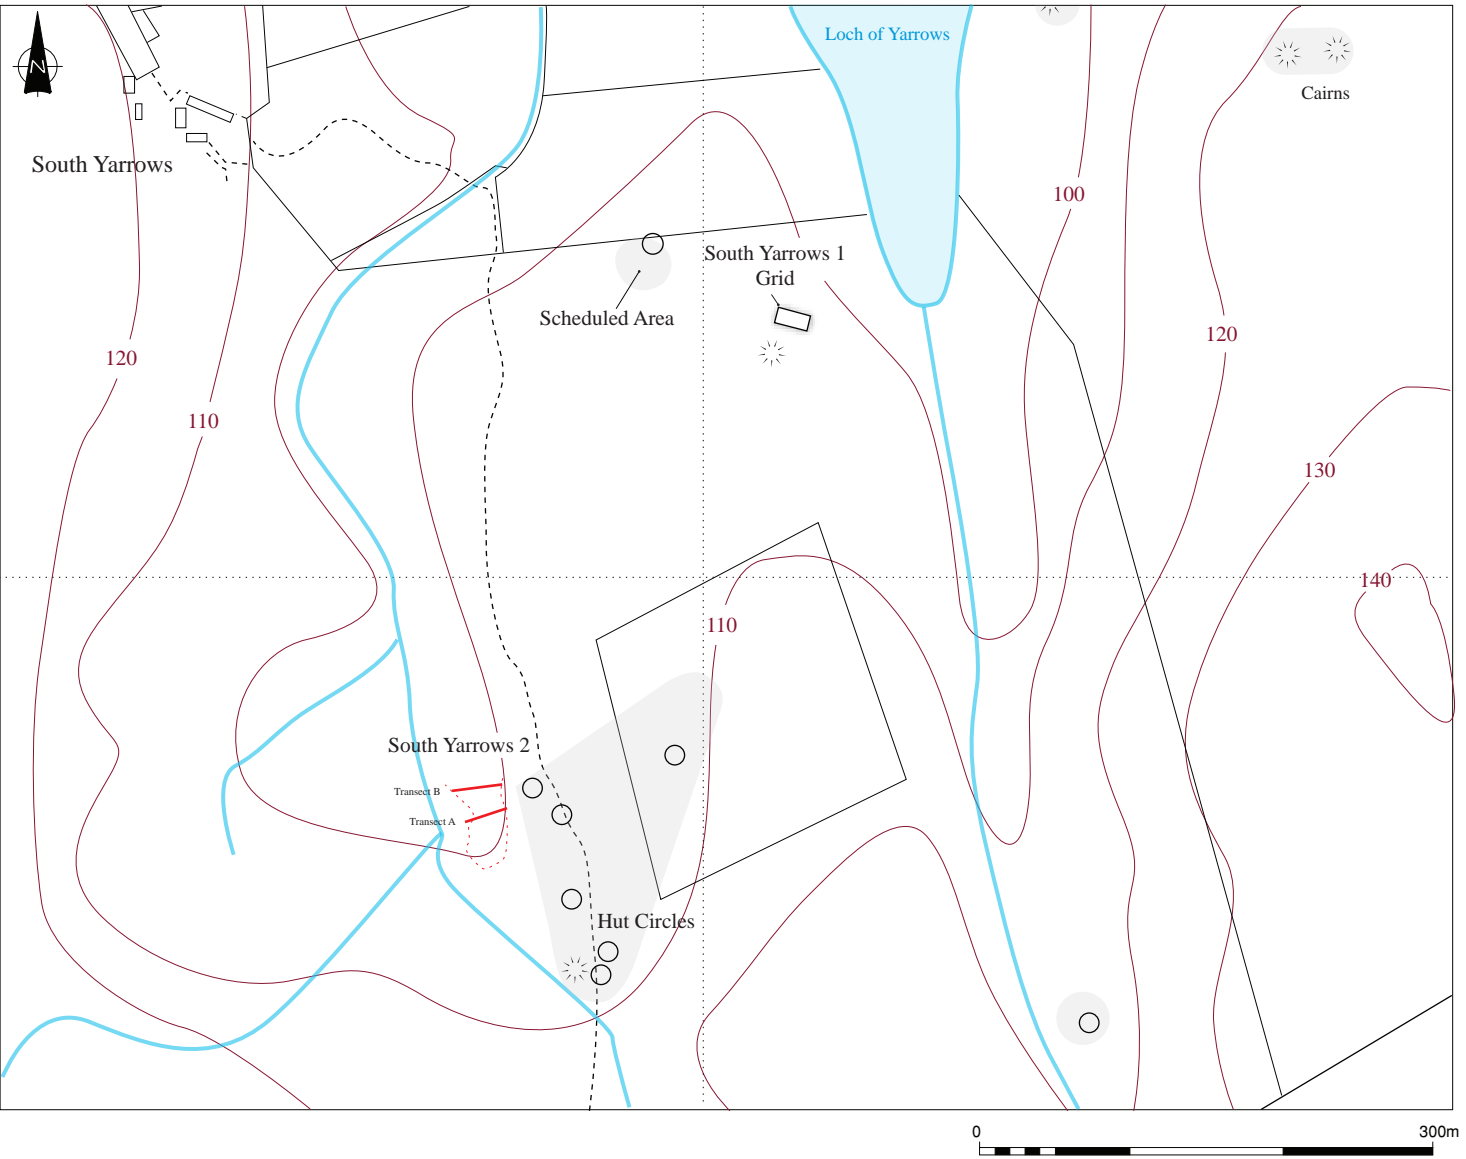 Loch of Yarrows
N
Cairns
South Yarrows
100
South Yarrows 1
Grid
Scheduled Area
120
120
110
130
140
110
South Yarrows 2
Transect B
Transect A
Hut Circles
0
300m